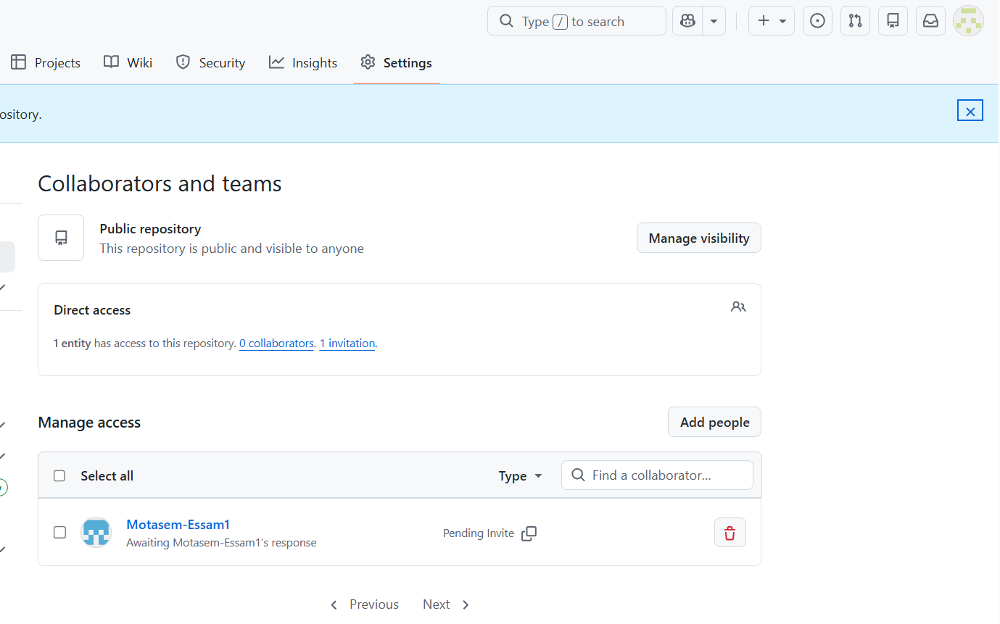 Type / to search
Projects Wiki Security Insights Settings
ository.
Collaborators and teams
Public repository
This repository is public and visible to anyone
Manage visibility
Direct access
1 entity has access to this repository. 0 collaborators. 1 invitation.
Manage access
Add people
Select all
Type
Find a collaborator...
Motasem-Essam1
Awaiting Motasem-Essam1's response
Pending Invite
Previous Next